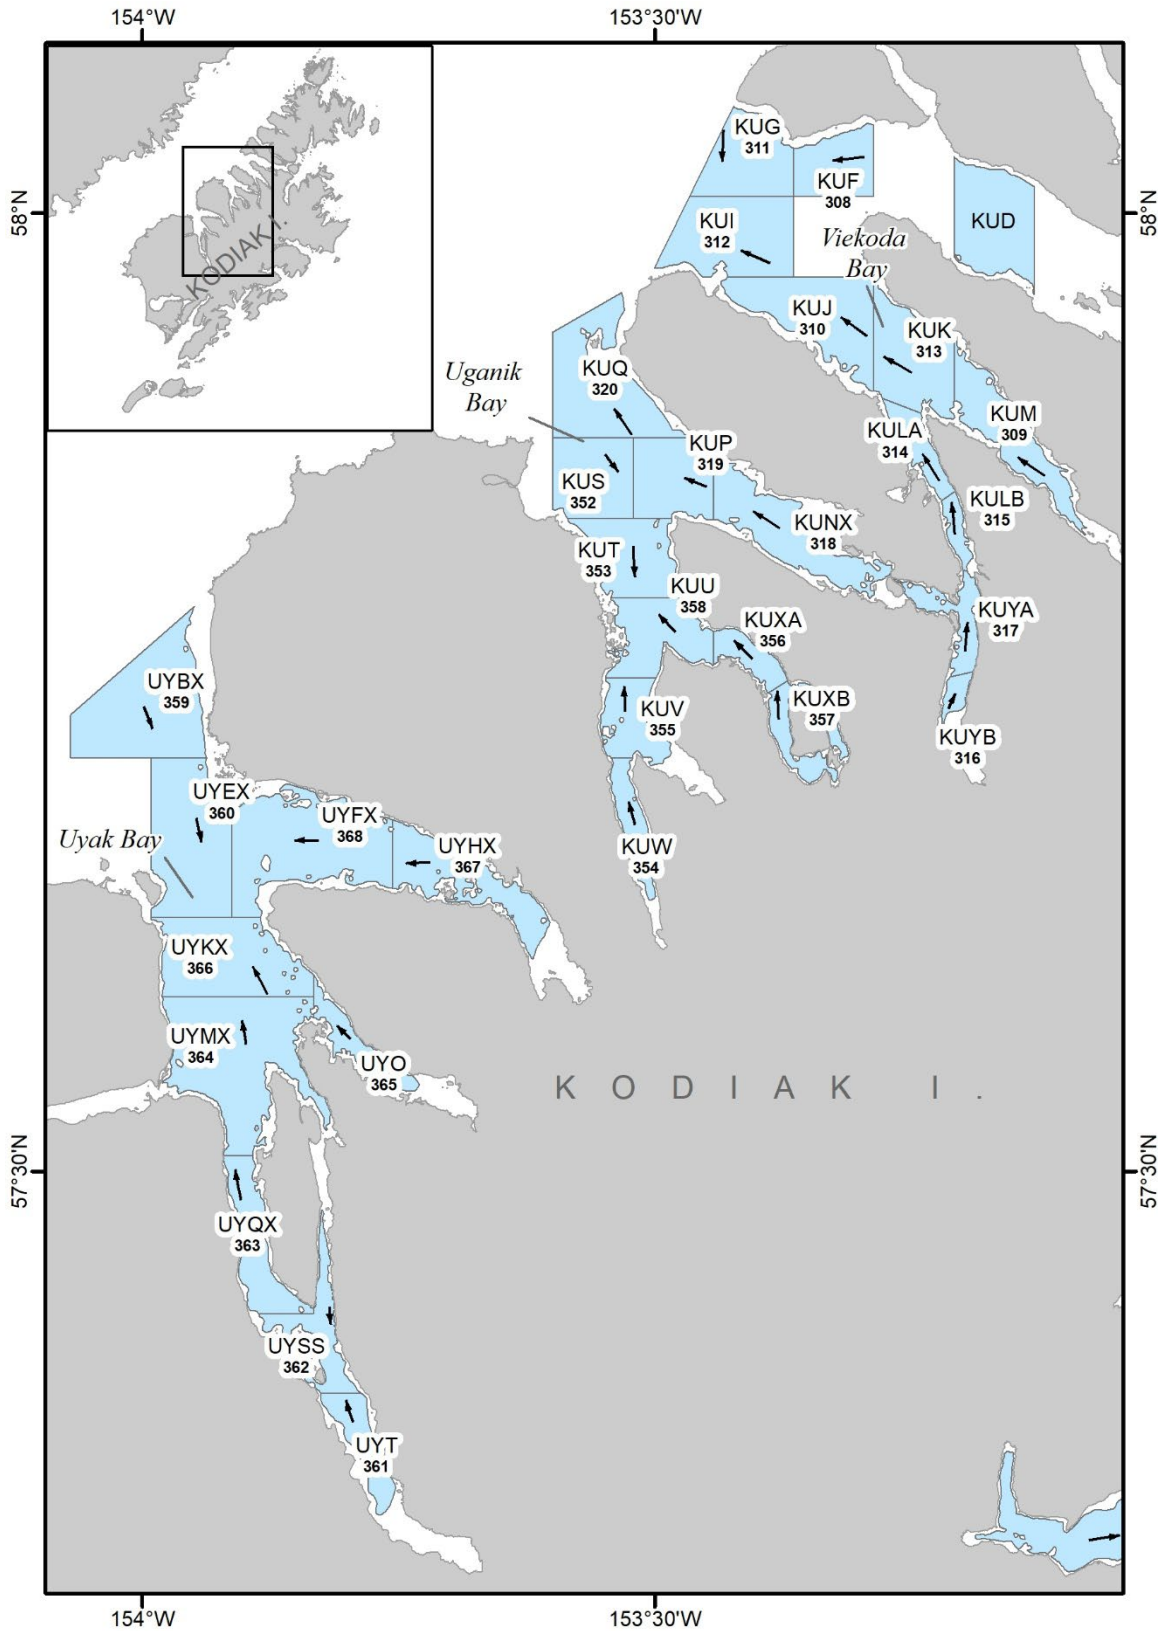 154°W
153°30'W
58°N
58°N
KODIAK I.
KUG
311
KUF
308
KUD
KUI
312
Viekoda
Bay
KUJ
310
KUK
313
KUQ
320
Uganik
Bay
KUM
309
KULA
314
KUP
319
KUS
352
KULB
315
KUNX
318
KUT
353
KUU
358
KUXA
356
KUYA
317
UYBX
359
KUXB
357
KUV
355
KUYB
316
UYEX
360
UYFX
368
Uyak Bay
UYHX
367
KUW
354
UYKX
366
UYMX
364
UYO
365
KODIAK I.
57°30'N
57°30'N
UYQX
363
UYSS
362
UYT
361
154°W
153°30'W